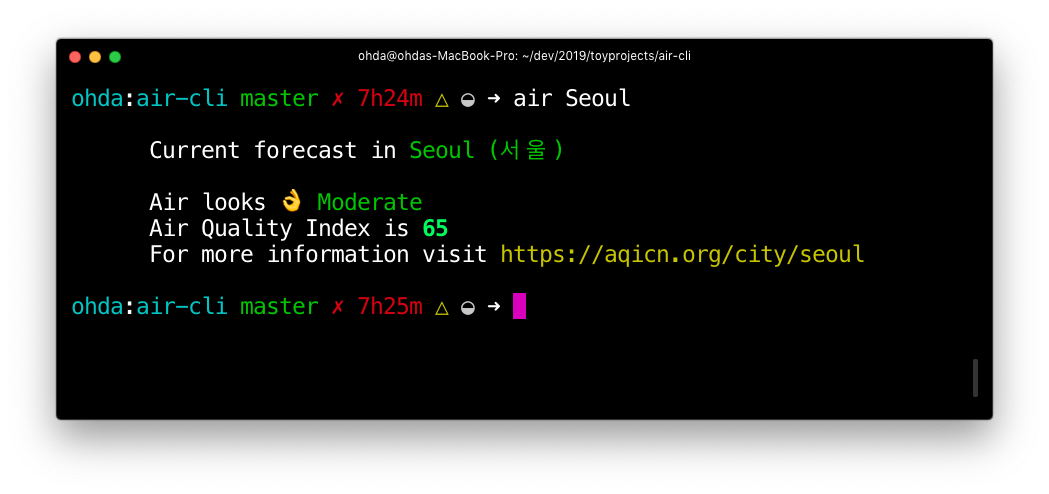 ohda@ohdas-MacBook-Pro: ~/dev/2019/toyprojects/air-cli
ohda:air-cli master ✗ 7h24m △ ◒ ➜ air Seoul
Current forecast in Seoul (서울)
Air looks 👌 Moderate
Air Quality Index is 65
For more information visit https://aqicn.org/city/seoul
ohda:air-cli master ✗ 7h25m △ ◒ ➜